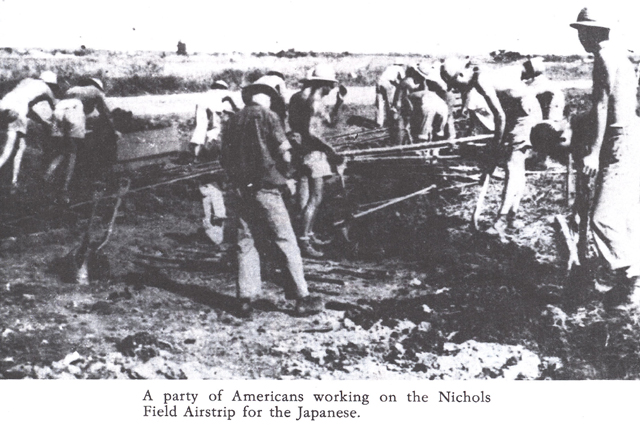 A party of Americans working on the Nichols
Field Airstrip for the Japanese.